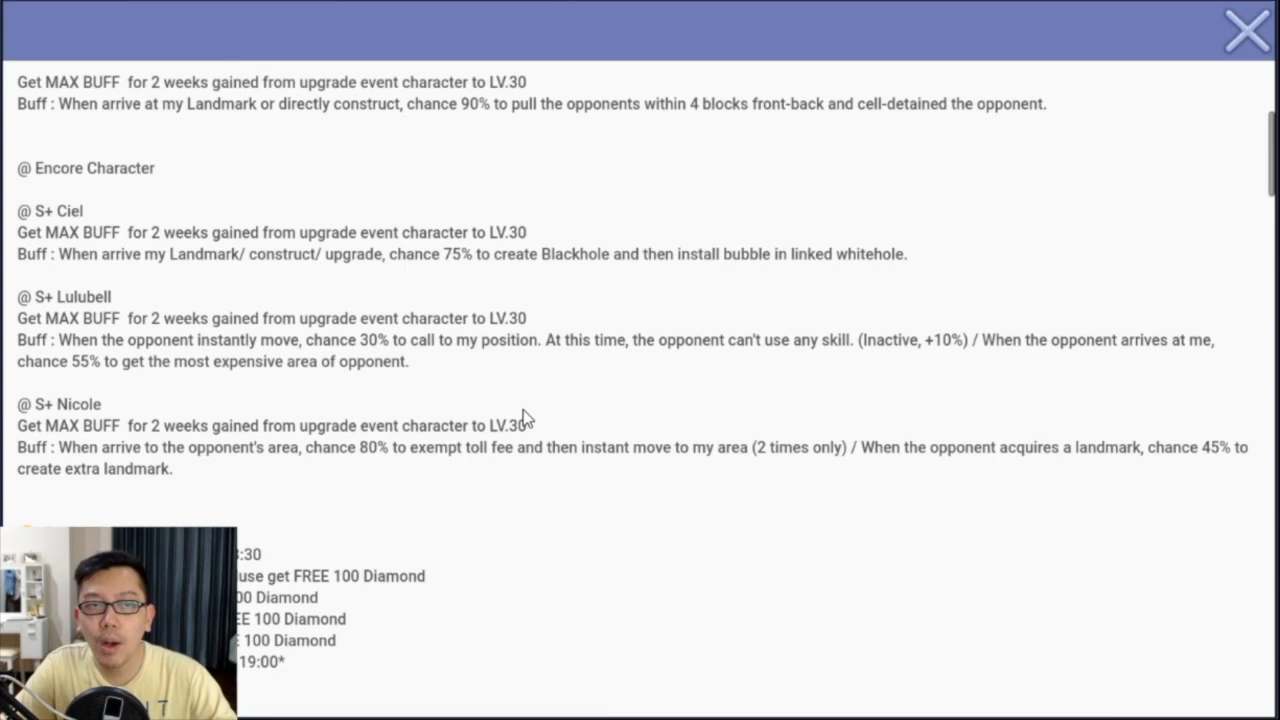 Get MAX BUFF for 2 weeks gained from upgrade event character to LV.30
Buff : When arrive at my Landmark or directly construct, chance 90% to pull the opponents within 4 blocks front-back and cell-detained the opponent.
@ Encore Character
@ S+ Ciel
Get MAX BUFF for 2 weeks gained from upgrade event character to LV.30
Buff : When arrive my Landmark/ construct/ upgrade, chance 75% to create Blackhole and then install bubble in linked whitehole.
@ S+ Lulubell
Get MAX BUFF for 2 weeks gained from upgrade event character to LV.30
Buff : When the opponent instantly move, chance 30% to call to my position. At this time, the opponent can't use any skill. (Inactive, +10%) / When the opponent arrives at me,
chance 55% to get the most expensive area of opponent.
@ S+ Nicole
Get MAX BUFF for 2 weeks gained from upgrade event character to LV.30
Buff : When arrive to the opponent's area, chance 80% to exempt toll fee and then instant move to my area (2 times only) / When the opponent acquires a landmark, chance 45% to
create extra landmark.
:30
use get FREE 100 Diamond
00 Diamond
EE 100 Diamond
E 100 Diamond
19:00*